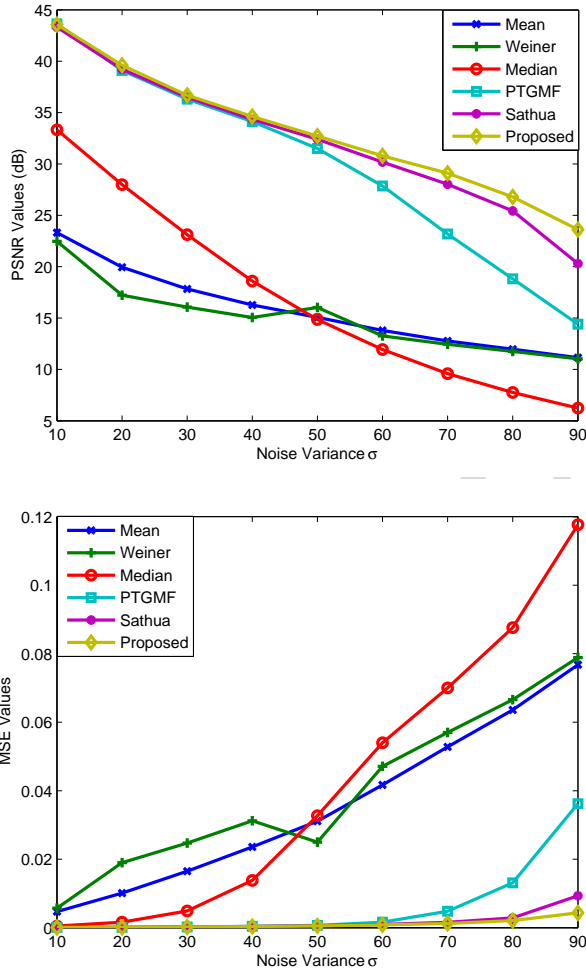 45
40
35
30
25
20
15
10
5
PSNR Values (dB)
Mean
Weiner
Median
PTGMF
Sathua
Proposed
10 20 30 40 50 60 70 80 90
Noise Variance σ
0.12
0.1
0.08
0.06
0.04
0.02
0
MSE Values
Mean
Weiner
Median
PTGMF
Sathua
Proposed
10 20 30 40 50 60 70 80 90
Noise Variance σ